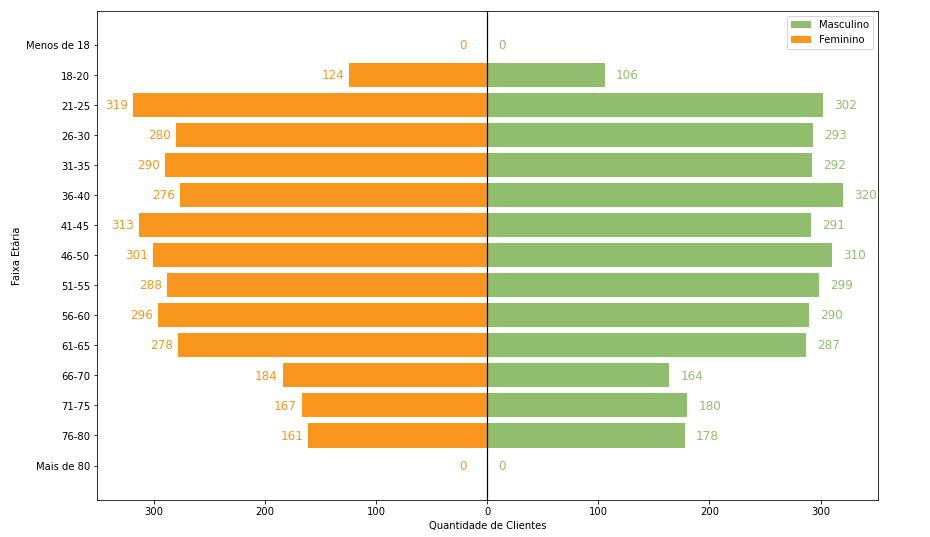 Masculino
Feminino
Menos de 18 0 0
18-20 124 106
21-25 319 302
26-30 280 293
31-35 290 292
36-40 276 320
41-45 313 291
46-50 301 310
51-55 288 299
56-60 296 290
61-65 278 287
66-70 184 164
71-75 167 180
76-80 161 178
Mais de 80 0 0
Faixa Etária
300 200 100 0 100 200 300
Quantidade de Clientes